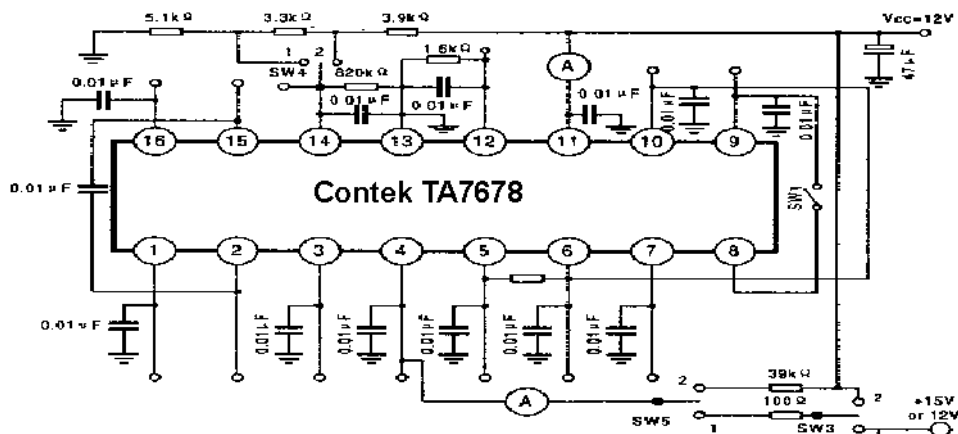 5.1kΩ 3.3kΩ 3.9kΩ Vcc=12V
1 2 1.6kΩ A 47μF
SW4 820kΩ
0.01μF 0.01μF 0.01μF 0.01μF 0.01μF 0.01μF
16 15 14 13 12 11 10 9
0.01μF Contek TA7678 SW1
1 2 3 4 5 6 7 8
0.01μF 0.01μF 0.01μF 0.01μF 0.01μF 0.01μF
2 39kΩ 2
A SW5 100Ω SW3 +15V
1 or 12V